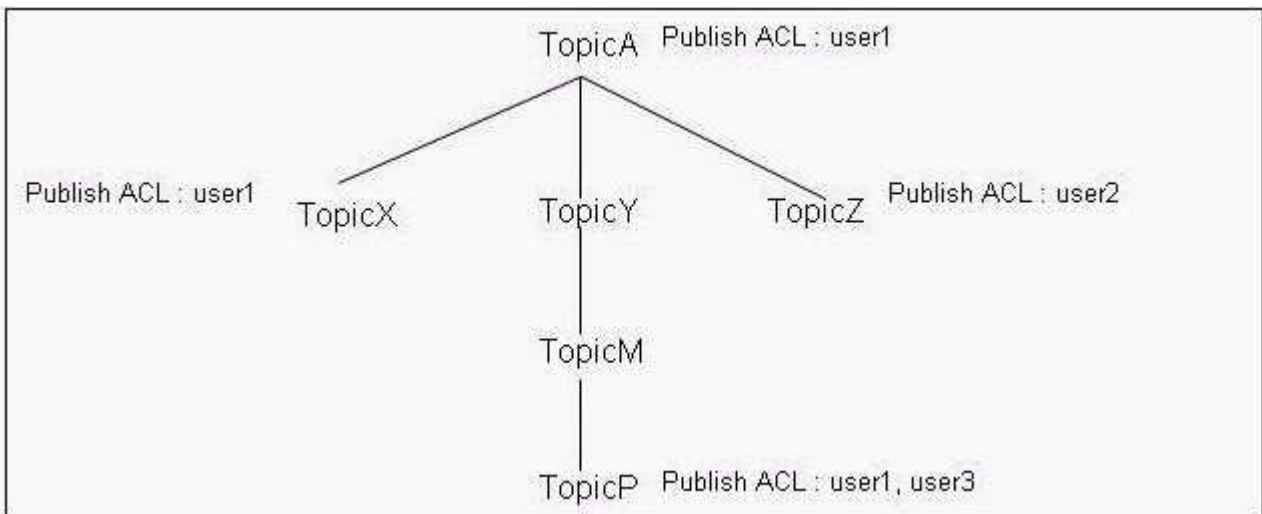 TopicA Publish ACL : user1
Publish ACL : user1 TopicX TopicY TopicZ Publish ACL : user2
TopicM
TopicP Publish ACL : user1, user3